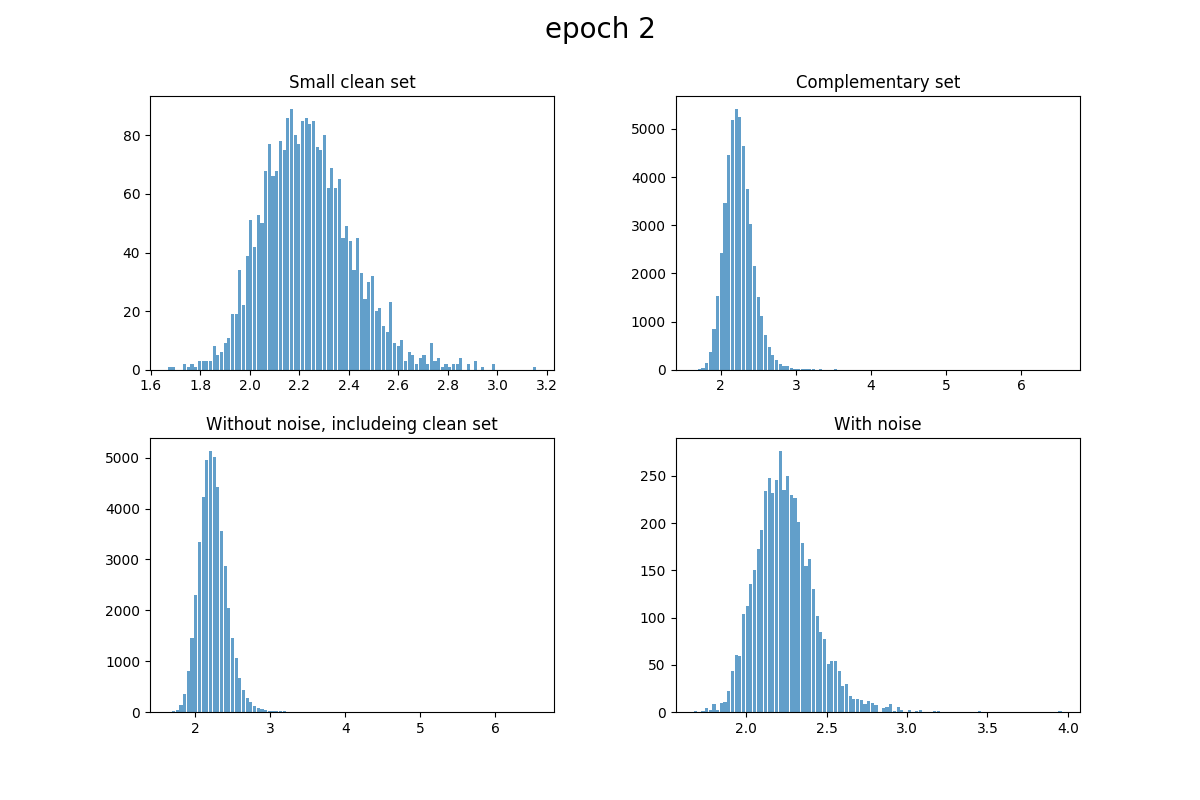 epoch 2
Small clean set
80
60
40
20
0
1.6 1.8 2.0 2.2 2.4 2.6 2.8 3.0 3.2
Complementary set
5000
4000
3000
2000
1000
0
2 3 4 5 6
Without noise, includeing clean set
5000
4000
3000
2000
1000
0
2 3 4 5 6
With noise
250
200
150
100
50
0
2.0 2.5 3.0 3.5 4.0